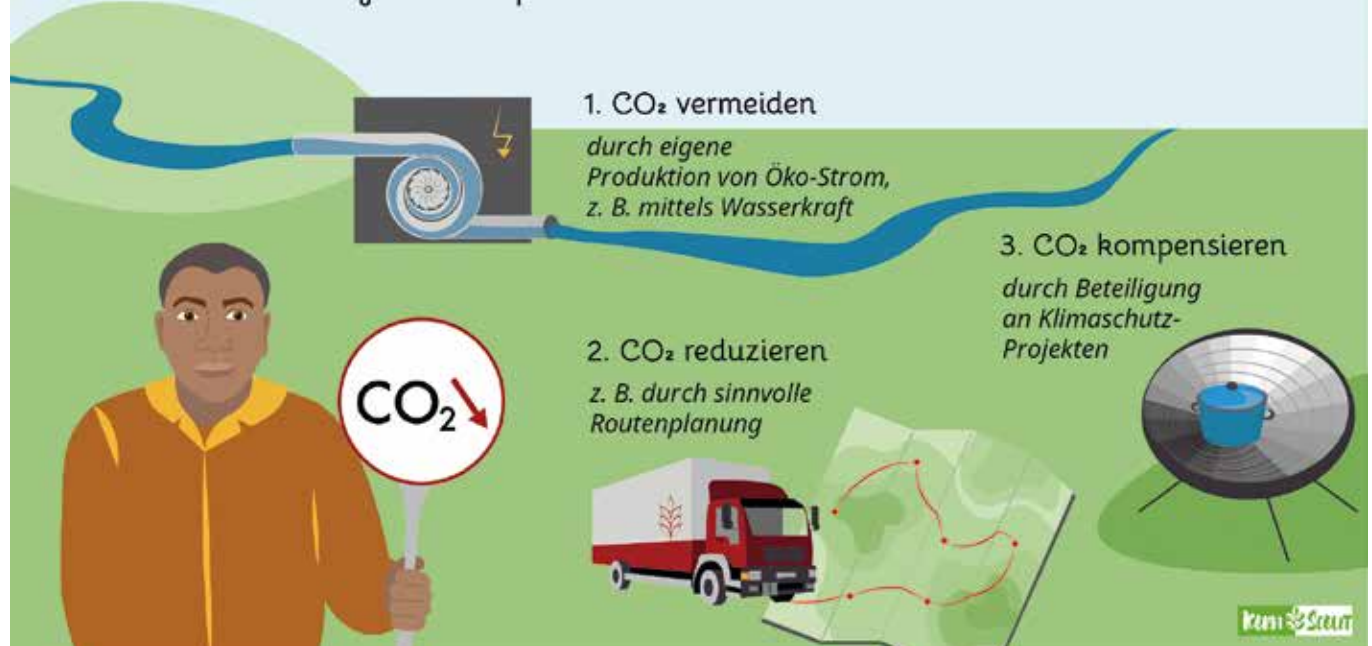 1. CO₂ vermeiden
durch eigene
Produktion von Öko-Strom,
z. B. mittels Wasserkraft
3. CO₂ kompensieren
durch Beteiligung
an Klimaschutz-
Projekten
2. CO₂ reduzieren
z. B. durch sinnvolle
Routenplanung
CO₂